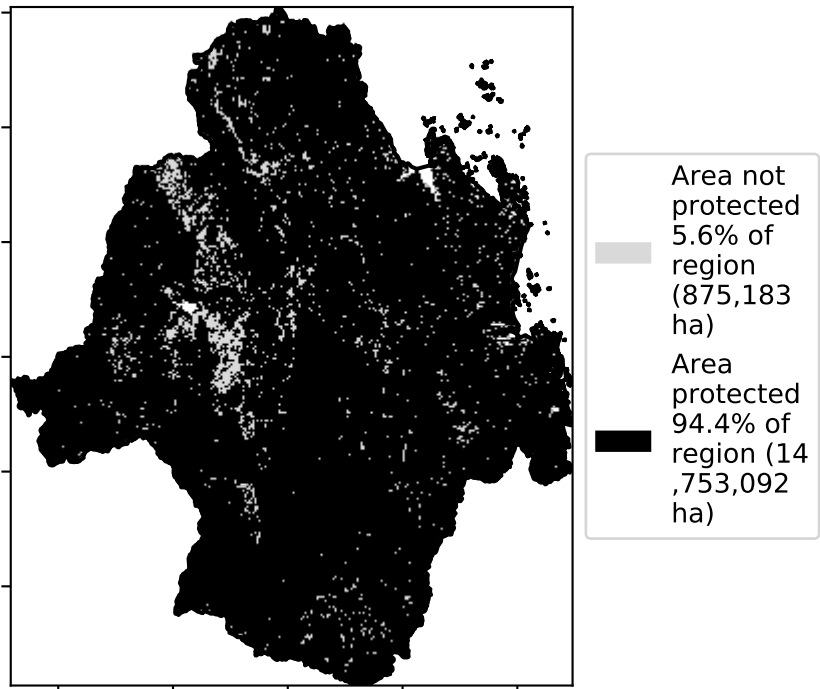 Area not
protected
5.6% of
region
(875,183
ha)
Area
protected
94.4% of
region (14
,753,092
ha)